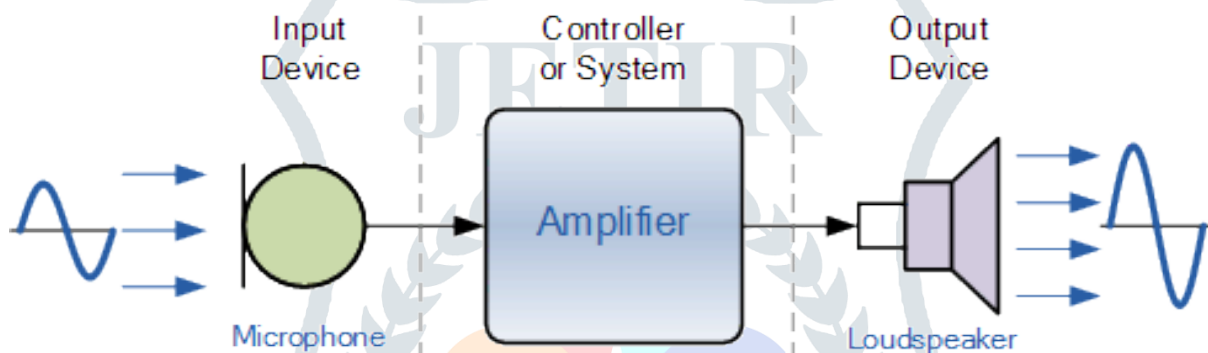 Input
Device
Controller
or System
Output
Device
JETIR
Amplifier
Microphone
Loudspeaker